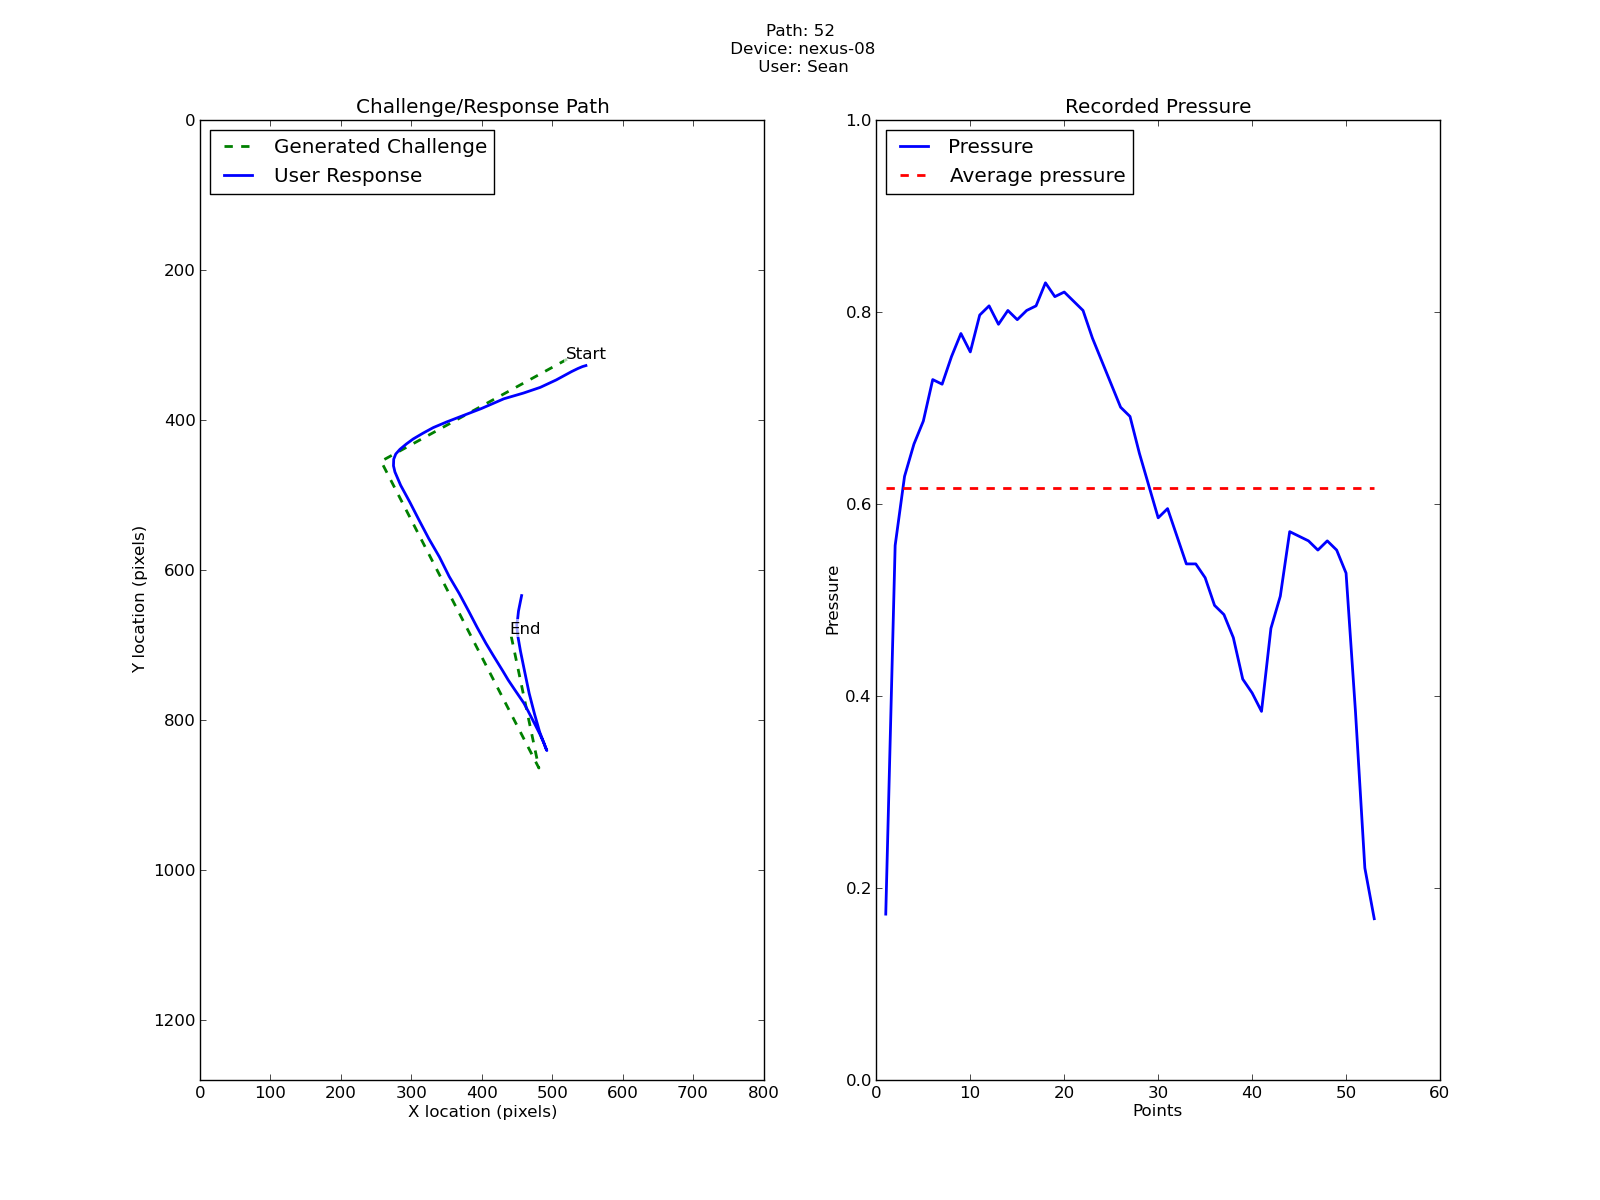 Path: 52
Device: nexus-08
User: Sean
Challenge/Response Path
Generated Challenge
User Response
Start
End
0
200
400
600
800
1000
1200
Y location (pixels)
0 100 200 300 400 500 600 700 800
X location (pixels)
Recorded Pressure
Pressure
Average pressure
1.0
0.8
0.6
0.4
0.2
0.0
Pressure
0 10 20 30 40 50 60
Points